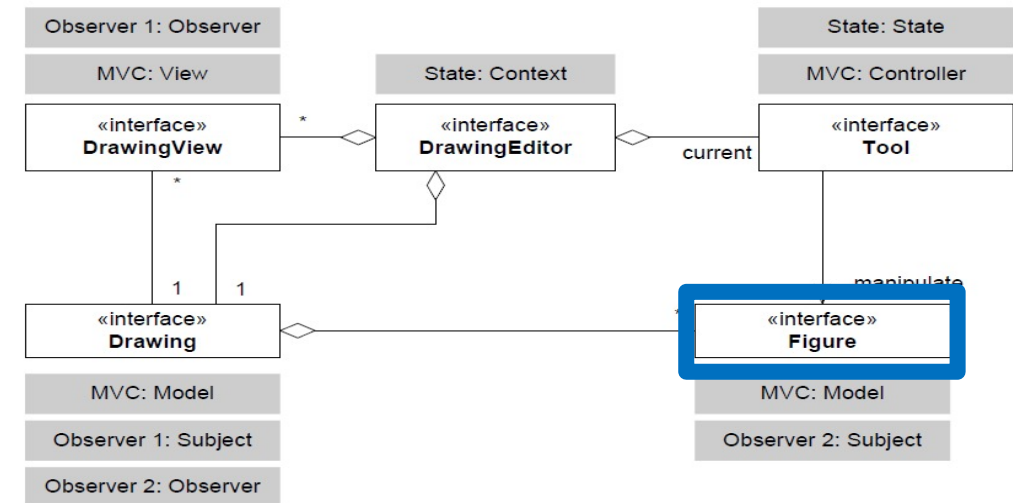 Observer 1: Observer
State: State
MVC: View
State: Context
MVC: Controller
«interface»
DrawingView
*
«interface»
DrawingEditor
current
«interface»
Tool
*
1
1
manipulate
«interface»
Drawing
*
«interface»
Figure
MVC: Model
MVC: Model
Observer 1: Subject
Observer 2: Subject
Observer 2: Observer